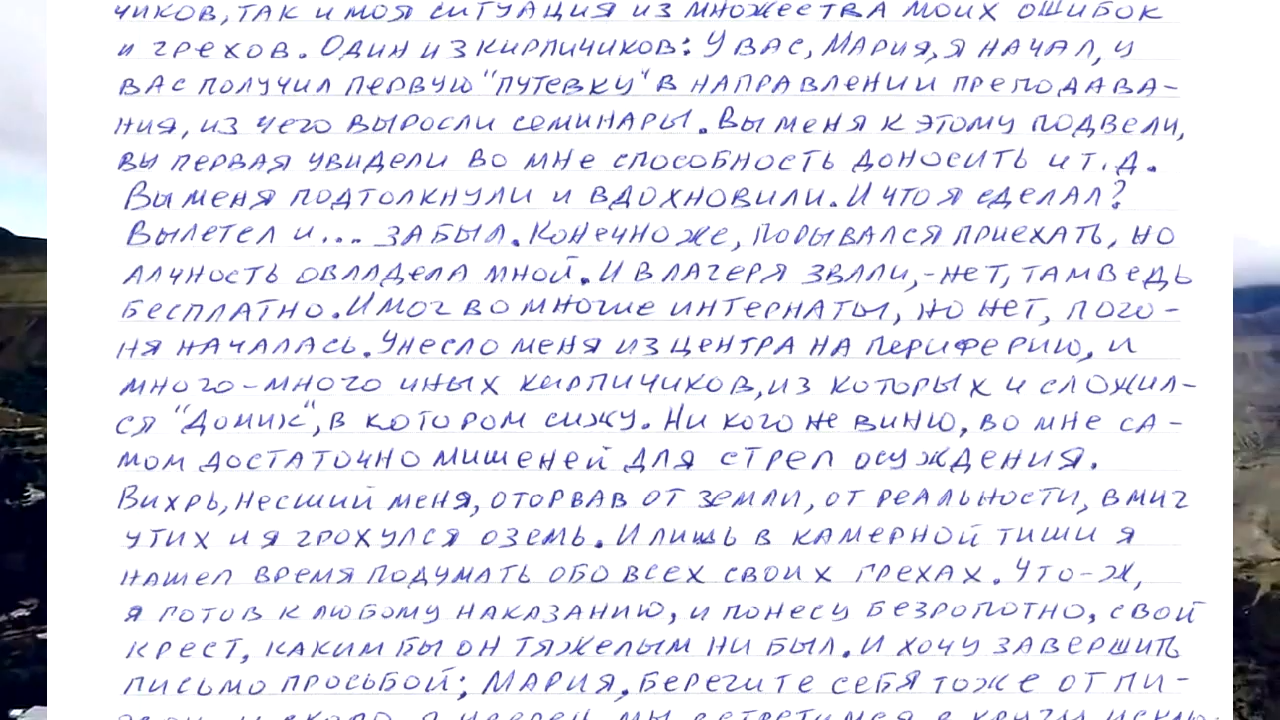 чиков, так и моя ситуация из множества моих ошибок
и грехов. Один из кирпичиков: У вас, Мария, я начал, у
вас получил первую "путевку" в направлении препода­ва-
ния, из чего выросли семинары. Вы меня к этому подвели,
вы первая увидели во мне способность доносить и т.д.
Вы меня подтолкнули и вдохновили. И что я сделал?
Вылетел и... забыл. Конечно же, порывался приехать, но
алчность овладела мной. И в лагеря звали, - нет, там ведь
бесплатно. И мог во многие интернаты, но нет, пого-
ня началась. Унесло меня из центра на периферию, и
много-много иных кирпичиков, из которых и сложил-
ся "Домик", в котором сижу. Ни кого не виню, во мне са-
мом достаточно мишеней для стрел осуждения.
Вихрь, несший меня, оторвав от земли, от реальности, в миг
утих и я грохулся оземь. И лишь в камерной тиши я
нашел время подумать обо всех своих грехах. Что-ж,
я готов к любому наказанию, и понесу безропотно, свой
крест, каким бы он тяжелым ни был. И хочу завершить
письмо просьбой; Мария, берегите себя тоже от ги-